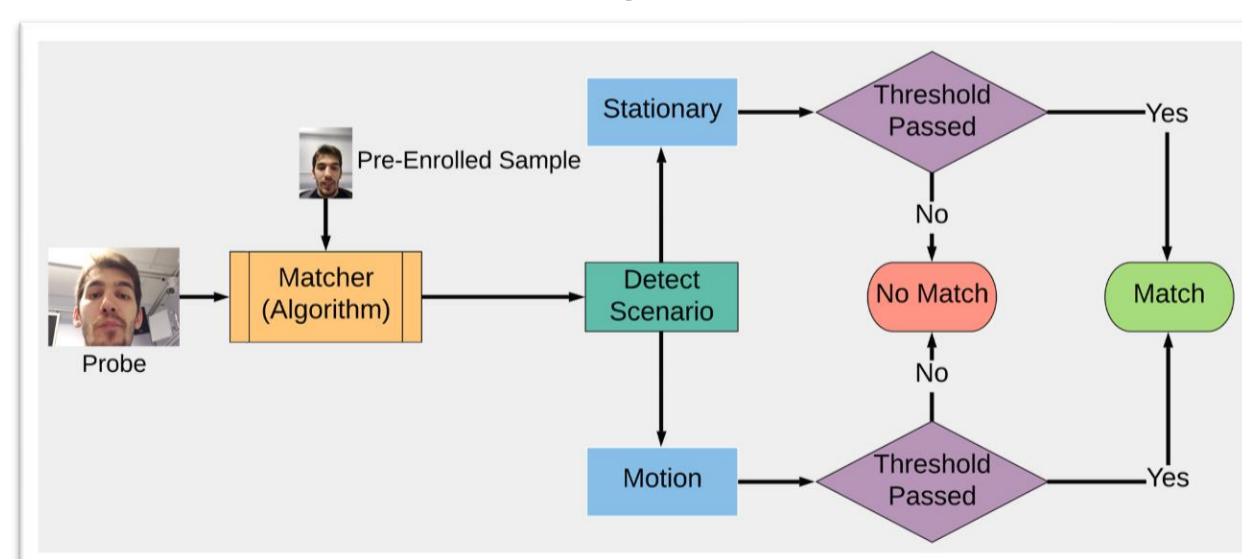 Stationary
Threshold
Passed
Yes
Pre-Enrolled Sample
No
Matcher
(Algorithm)
Detect
Scenario
No Match
Match
Probe
No
Motion
Threshold
Passed
Yes